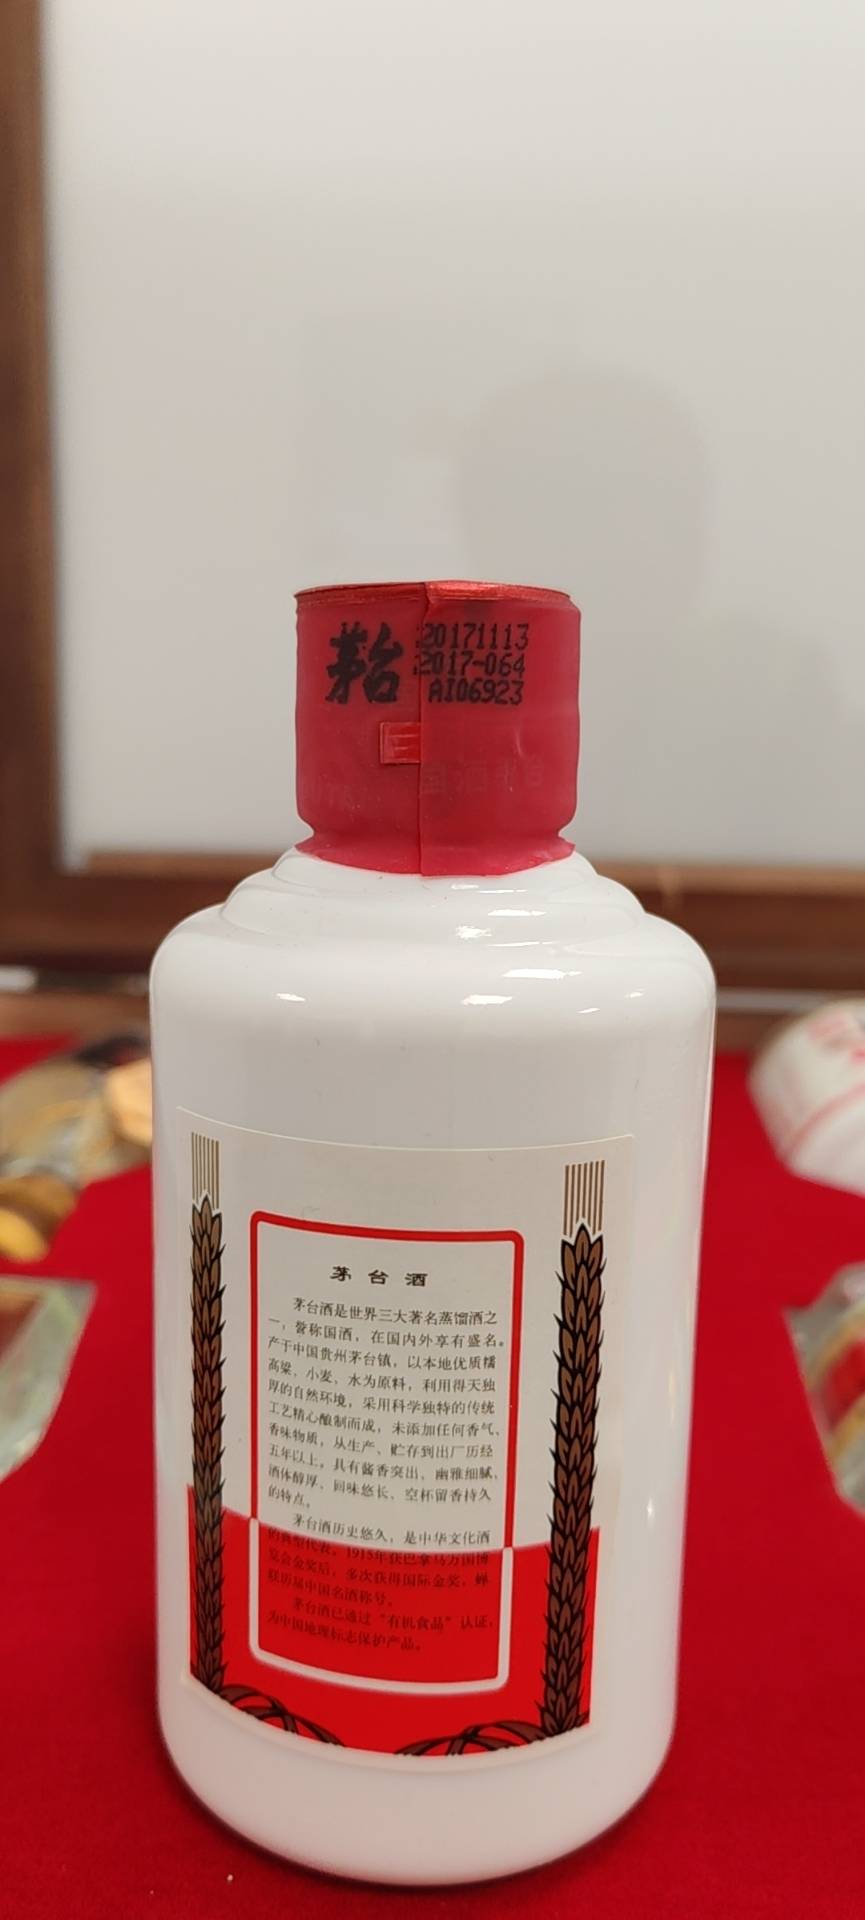 茅台
20171113
2017-064
AI06923
国酒茅台
茅台酒
茅台酒是世界三大著名蒸馏酒之
一，誉称国酒，在国内外享有盛名。
产于中国贵州茅台镇，以本地优质糯
高粱、小麦、水为原料，利用得天独
厚的自然环境，采用科学独特的传统
工艺精心酿制而成，未添加任何香气、
香味物质，从生产、贮存到出厂历经
五年以上。具有酱香突出、幽雅细腻、
酒体醇厚、回味悠长、空杯留香持久
的特点。
茅台酒历史悠久，是中华文化酒
的典型代表。1915年获巴拿马万国博
览会金奖后，多次获得国际金奖，蝉
联历届中国名酒称号。
茅台酒已通过“有机食品”认证，
为中国地理标志保护产品。